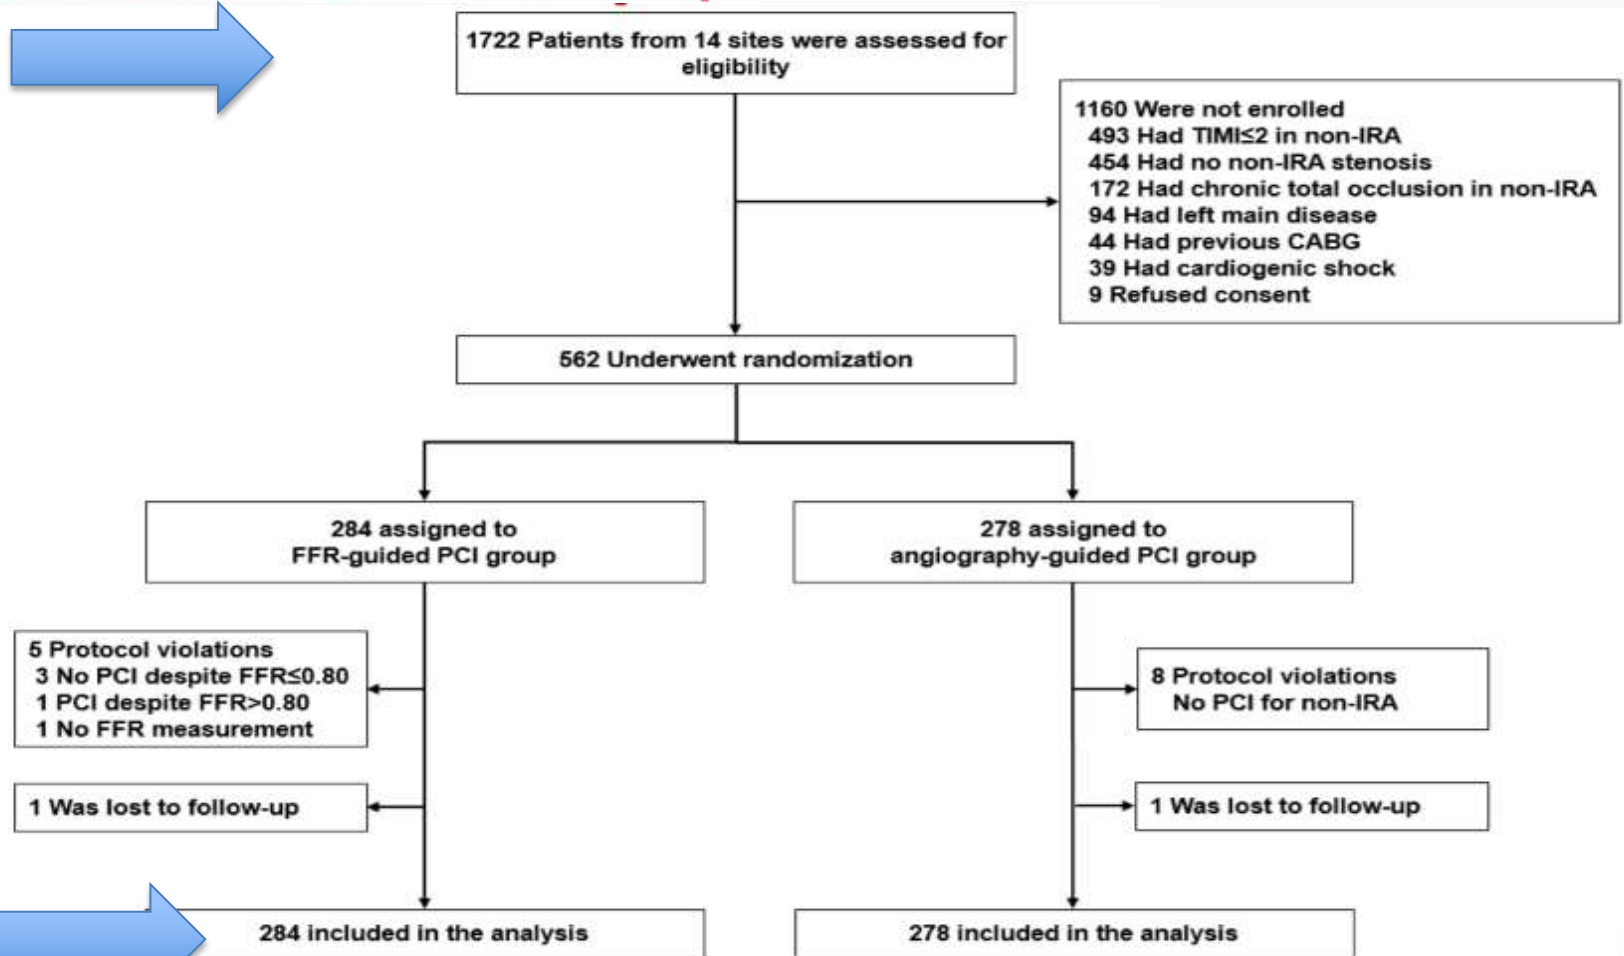 1722 Patients from 14 sites were assessed for
eligibility
1160 Were not enrolled
493 Had TIMI≤2 in non-IRA
454 Had no non-IRA stenosis
172 Had chronic total occlusion in non-IRA
94 Had left main disease
44 Had previous CABG
39 Had cardiogenic shock
9 Refused consent
562 Underwent randomization
284 assigned to
FFR-guided PCI group
278 assigned to
angiography-guided PCI group
5 Protocol violations
3 No PCI despite FFR≤0.80
1 PCI despite FFR>0.80
1 No FFR measurement
8 Protocol violations
No PCI for non-IRA
1 Was lost to follow-up
1 Was lost to follow-up
284 included in the analysis
278 included in the analysis